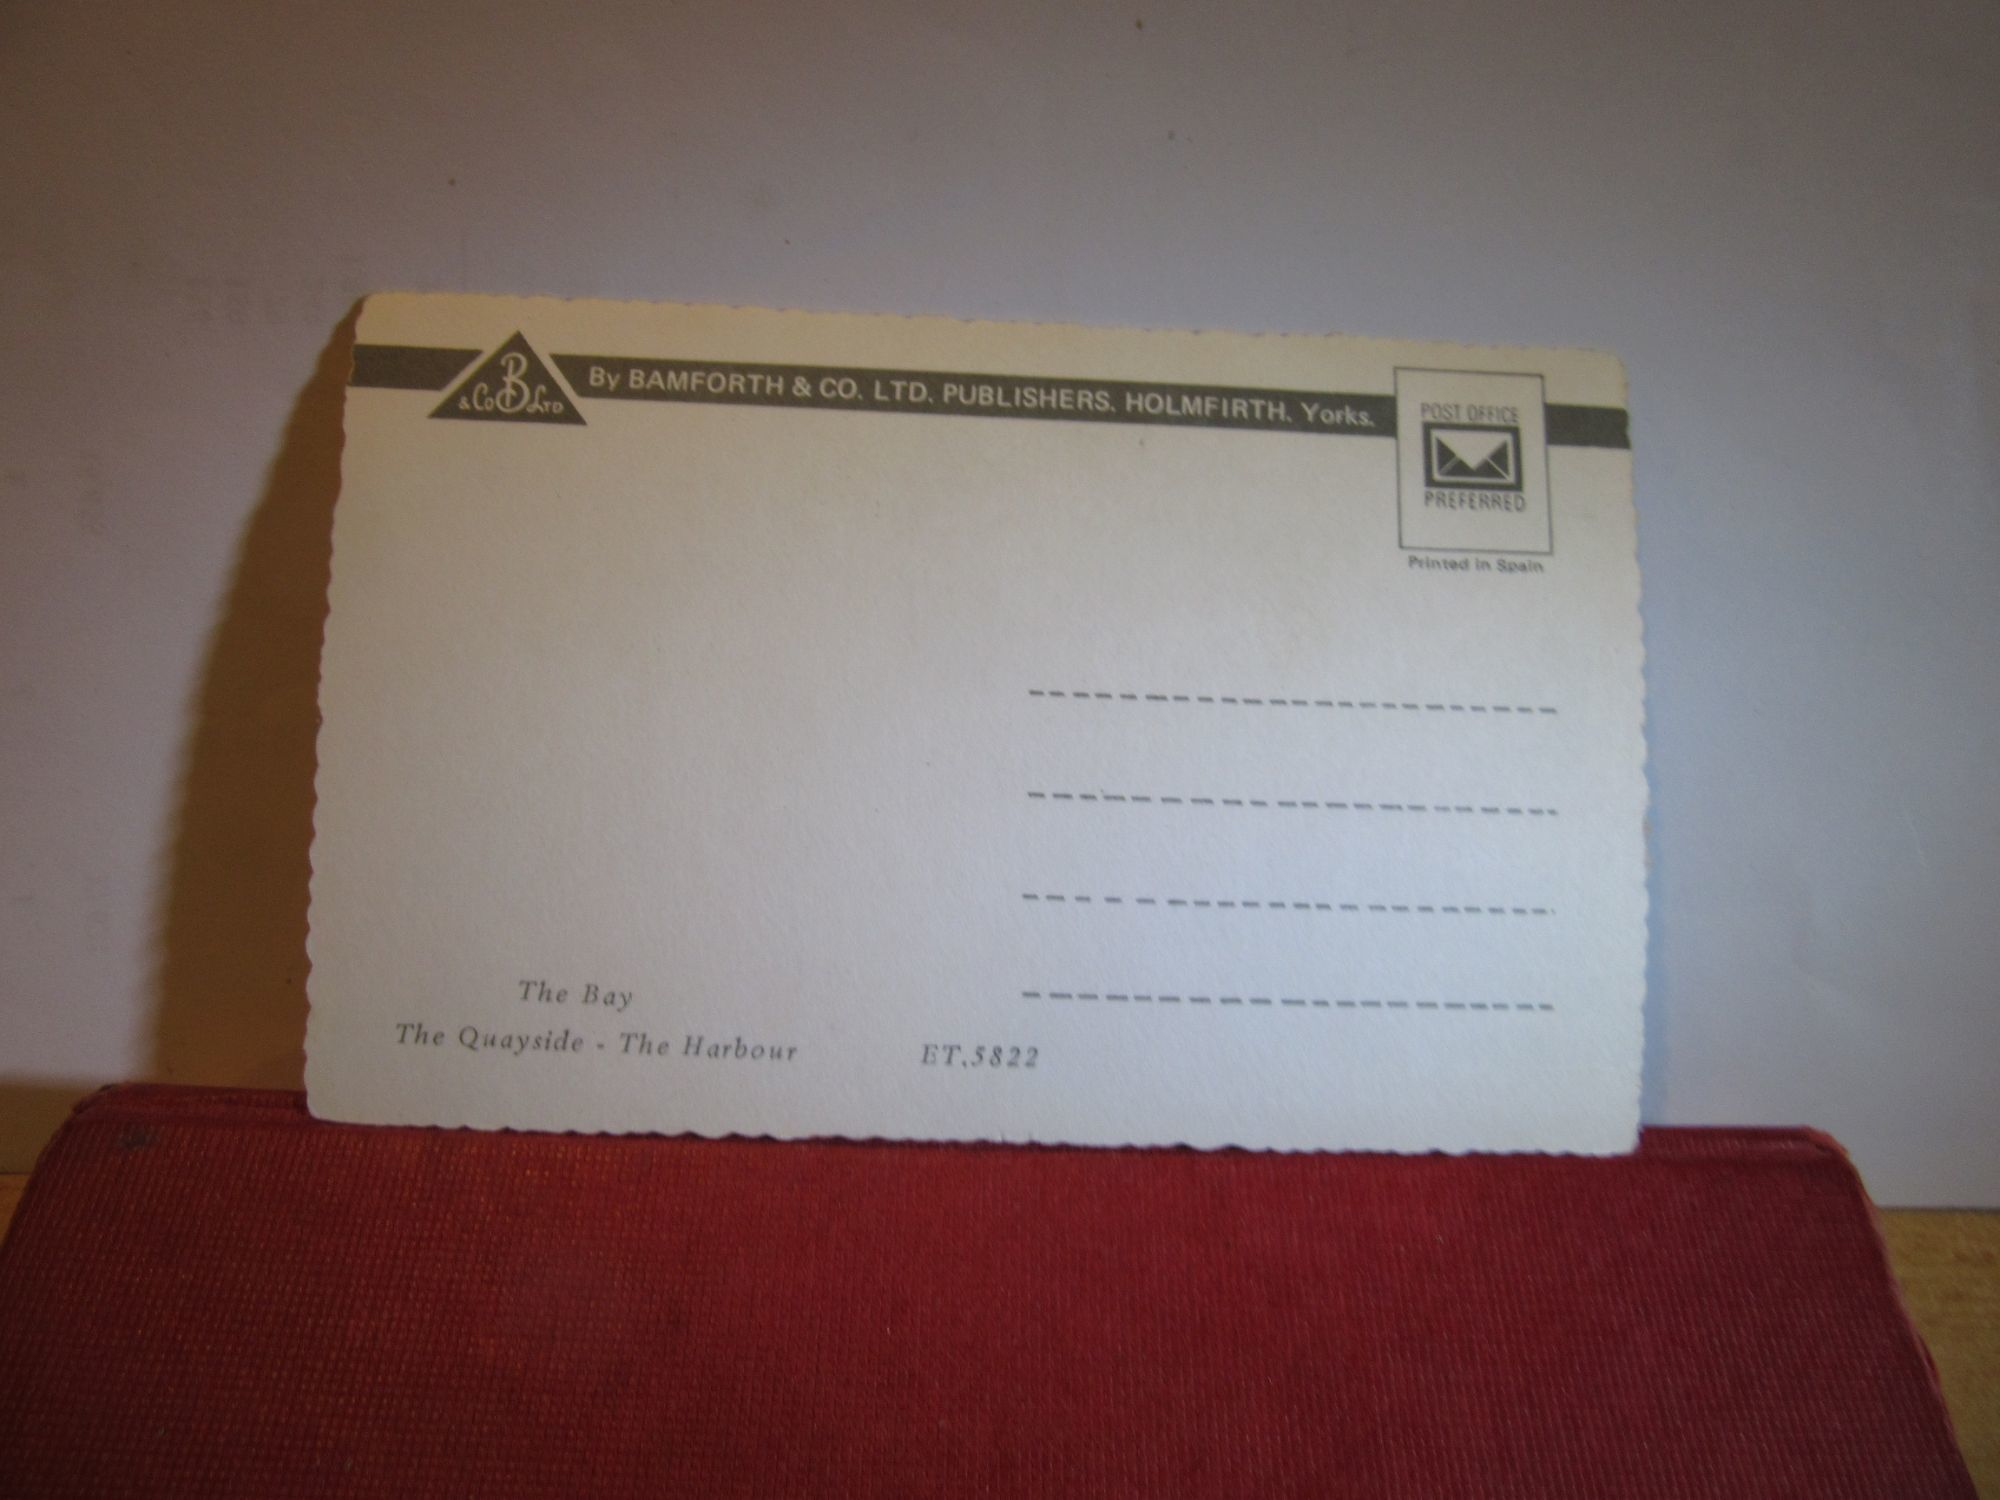 B
& Co Ltd
By BAMFORTH & CO. LTD. PUBLISHERS. HOLMFIRTH. Yorks.
POST OFFICE
PREFERRED
Printed in Spain
The Bay
The Quayside - The Harbour
ET.5822